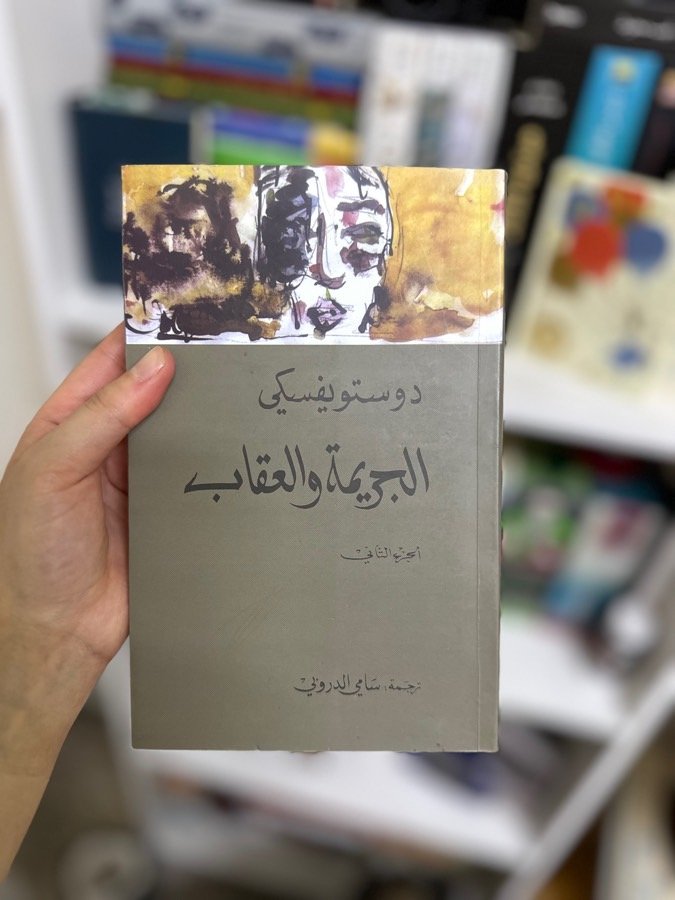 دوستويفسكي
الجريمة والعقاب
الجزء الثاني
ترجمة: سامي الدروبي